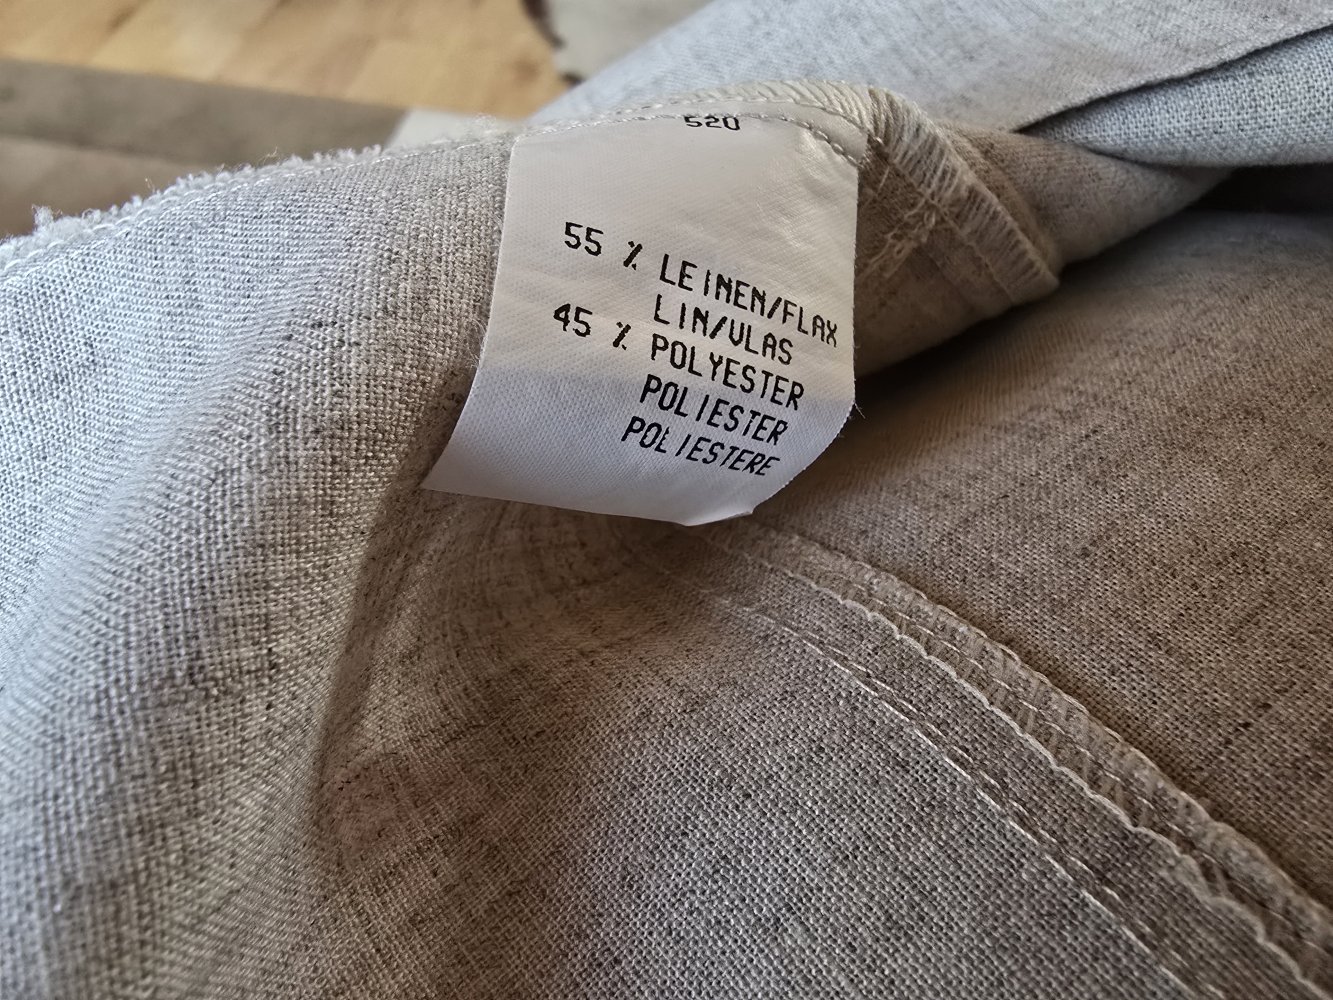 520
55 % LEINEN/FLAX
LIN/VLAS
45 % POLYESTER
POLIESTER
POLIESTERE